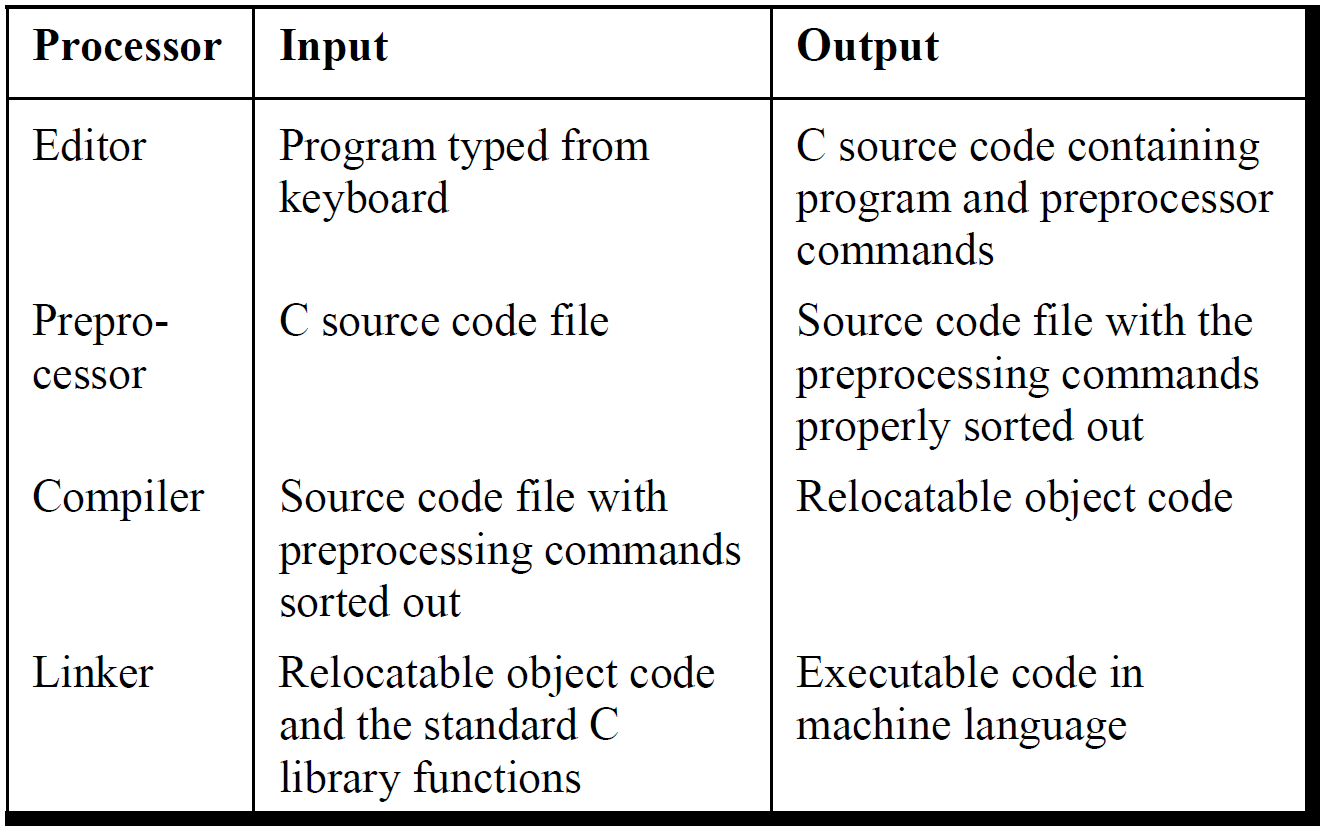 Processor Input Output
Editor Program typed from keyboard C source code containing program and preprocessor commands
Prepro-cessor C source code file Source code file with the preprocessing commands properly sorted out
Compiler Source code file with preprocessing commands sorted out Relocatable object code
Linker Relocatable object code and the standard C library functions Executable code in machine language